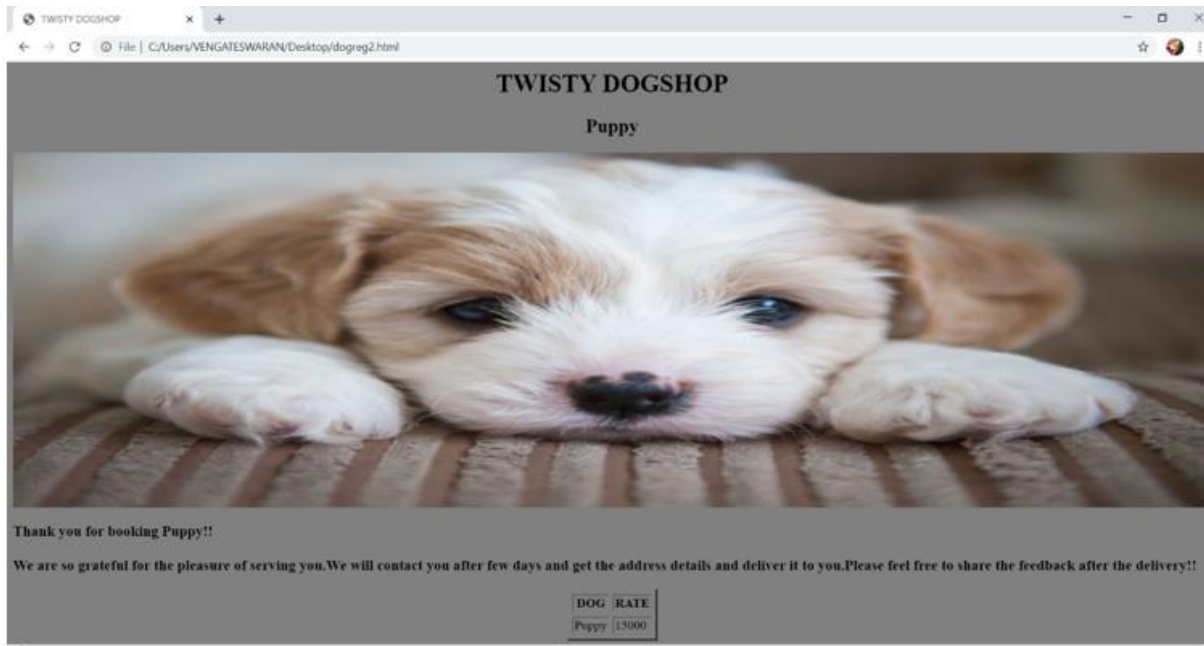 TWISTY DOGSHOP
File | C:/Users/VENGATESWARAN/Desktop/dogreg2.html
TWISTY DOGSHOP
Puppy
Thank you for booking Puppy!!
We are so grateful for the pleasure of serving you.We will contact you after few days and get the address details and deliver it to you.Please feel free to share the feedback after the delivery!!
DOG RATE
Puppy 15000